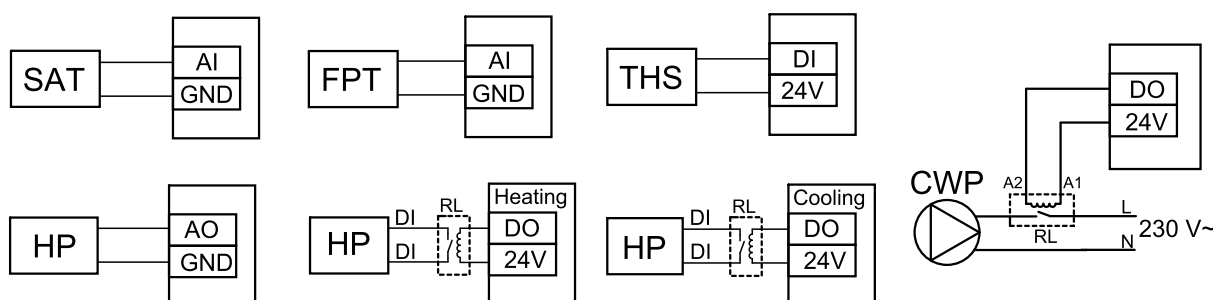 SAT
AI
GND
FPT
AI
GND
THS
DI
24V
DO
24V
CWP
A2
A1
RL
L
N
230 V~
HP
AO
GND
HP
DI
DI
RL
Heating
DO
24V
HP
DI
DI
RL
Cooling
DO
24V